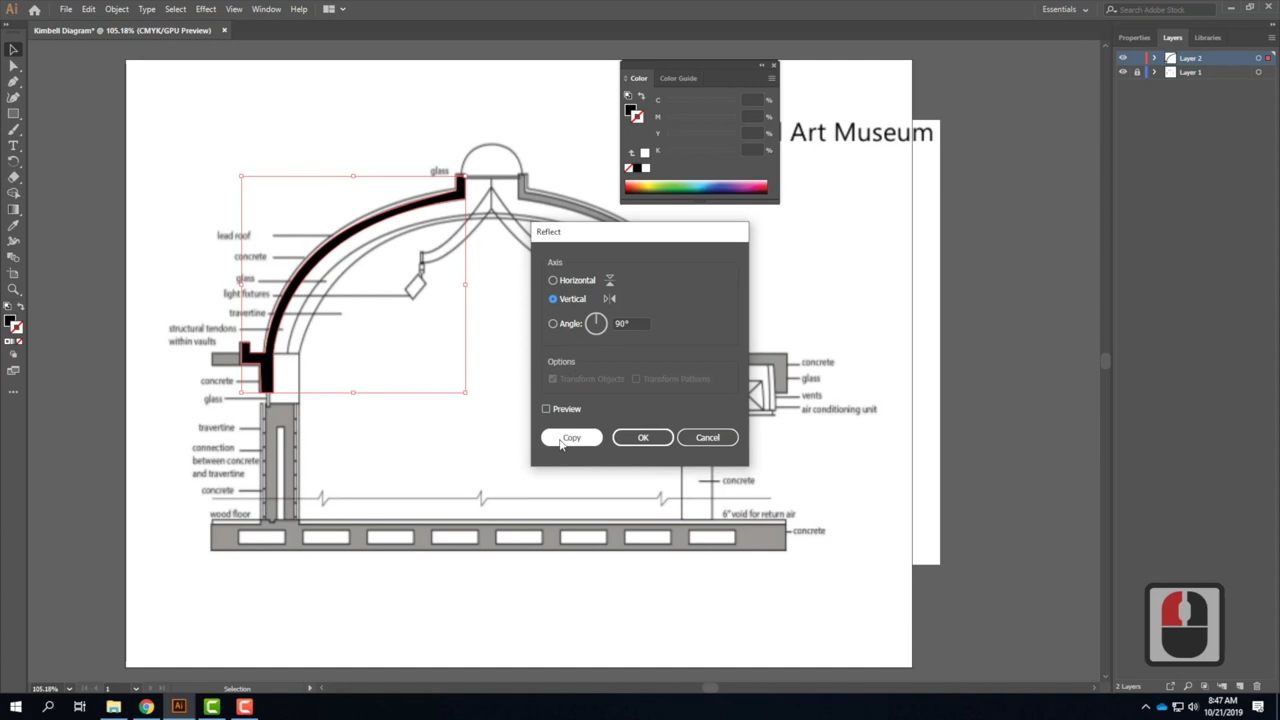 Ai File Edit Object Type Select Effect View Window Help Essentials Search Adobe Stock
Kimbell Diagram* @ 105.18% (CMYK/GPU Preview) ×
Properties Layers Libraries
Layer 2
Layer 1
Color Color Guide
C %
M %
Y %
K %
Art Museum
glass
lead roof
concrete
glass
light fixtures
travertine
structural tendons
within vaults
concrete
glass
travertine
connection
between concrete
and travertine
concrete
wood floor
Reflect
Axis
Horizontal
Vertical
Angle: 90°
Options
Transform Objects Transform Patterns
Preview
Copy OK Cancel
concrete
glass
vents
air conditioning unit
concrete
6" void for return air
concrete
105.18% 1 Selection
2 Layers
Ai
8:47 AM
10/21/2019